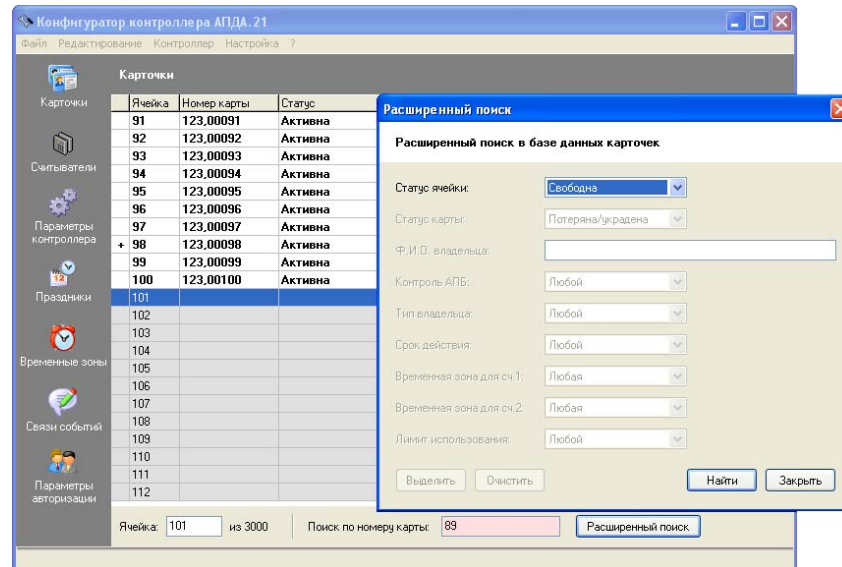 Конфигуратор контроллера АПДА.21
Файл Редактирование Контроллер Настройка ?
Карточки
Карточки
Считыватели
Параметры
контроллера
Праздники
12
Временные зоны
Связи событий
Параметры
авторизации
Ячейка Номер карты Статус
91 123,00091 Активна
92 123,00092 Активна
93 123,00093 Активна
94 123,00094 Активна
95 123,00095 Активна
96 123,00096 Активна
97 123,00097 Активна
+ 98 123,00098 Активна
99 123,00099 Активна
100 123,00100 Активна
101
102
103
104
105
106
107
108
109
110
111
112
Ячейка: 101 из 3000 Поиск по номеру карты: 89 Расширенный поиск
Расширенный поиск
Расширенный поиск в базе данных карточек
Статус ячейки: Свободна
Статус карты: Потеряна/украдена
Ф.И.О. владельца:
Контроль АПБ: Любой
Тип владельца: Любой
Срок действия: Любой
Временная зона для сч.1: Любая
Временная зона для сч.2: Любая
Лимит использования: Любой
Выделить Очистить Найти Закрыть